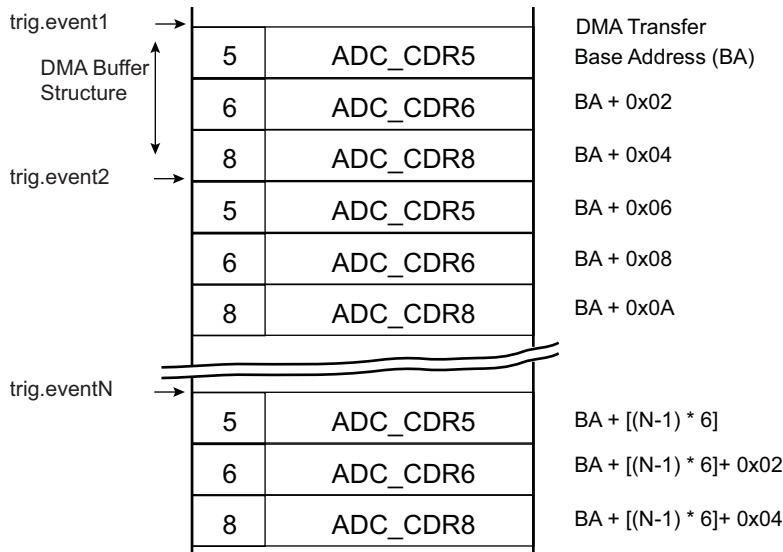 trig.event1
DMA Transfer
5 ADC_CDR5 Base Address (BA)
DMA Buffer
Structure
6 ADC_CDR6 BA + 0x02
8 ADC_CDR8 BA + 0x04
trig.event2
5 ADC_CDR5 BA + 0x06
6 ADC_CDR6 BA + 0x08
8 ADC_CDR8 BA + 0x0A
trig.eventN
5 ADC_CDR5 BA + [(N-1) * 6]
6 ADC_CDR6 BA + [(N-1) * 6]+ 0x02
8 ADC_CDR8 BA + [(N-1) * 6]+ 0x04